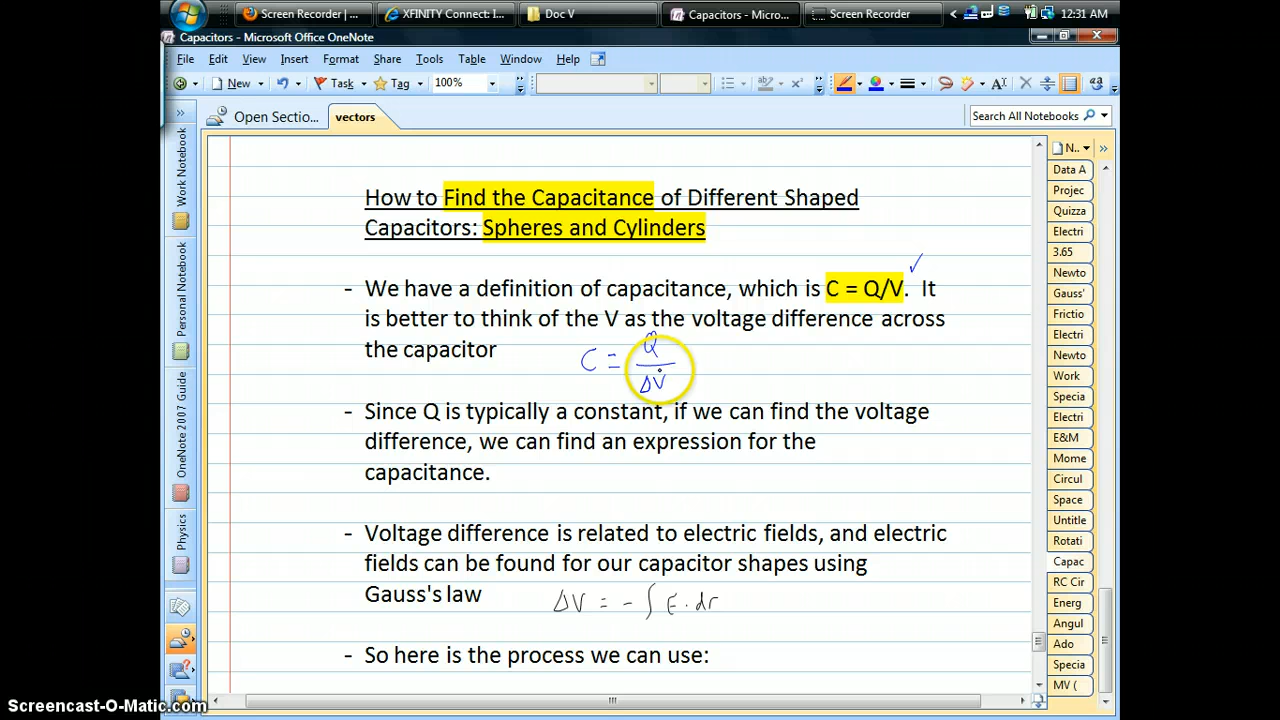 Screen Recorder | ...
XFINITY Connect: I...
Doc V
Capacitors - Micro...
Screen Recorder
12:31 AM
Capacitors - Microsoft Office OneNote
File Edit View Insert Format Share Tools Table Window Help
New Task Tag 100%
Open Sectio...
vectors
Search All Notebooks
Work Notebook
Personal Notebook
OneNote 2007 Guide
Physics
How to Find the Capacitance of Different Shaped
Capacitors: Spheres and Cylinders
- We have a definition of capacitance, which is C = Q/V. It ✓
is better to think of the V as the voltage difference across
the capacitor
C = Q
ΔV
- Since Q is typically a constant, if we can find the voltage
difference, we can find an expression for the
capacitance.
- Voltage difference is related to electric fields, and electric
fields can be found for our capacitor shapes using
Gauss's law
ΔV = - ∫ E · dr
- So here is the process we can use:
N..
Data A
Projec
Quizza
Electri
3.65
Newto
Gauss'
Frictio
Electri
Newto
Work
Specia
Electri
E&M
Mome
Circul
Space
Untitle
Rotati
Capac
RC Cir
Energ
Angul
Ado
Specia
MV (
Screencast-O-Matic.com